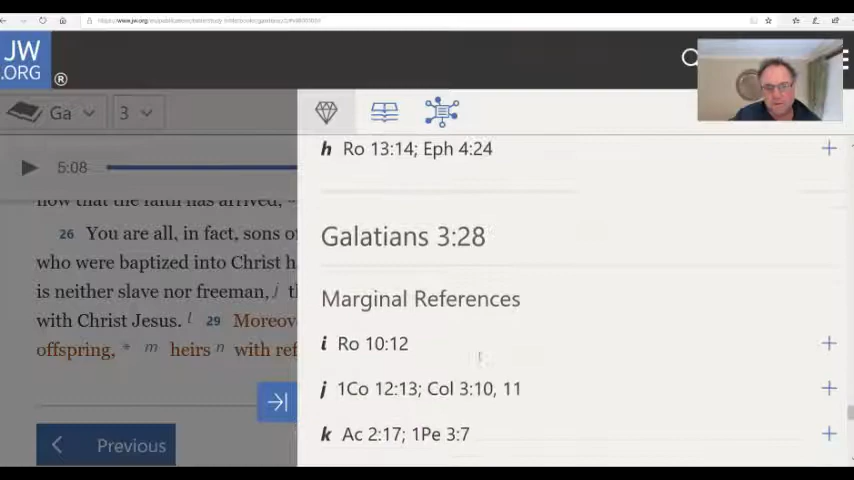 JW
.ORG
®
Ga
3
5:08
now that the faith has arrived,
26 You are all, in fact, sons o
who were baptized into Christ h
is neither slave nor freeman, j th
with Christ Jesus. l 29 Moreov
offspring, * m heirs n with ref
Previous
h Ro 13:14; Eph 4:24
+
Galatians 3:28
Marginal References
i Ro 10:12
+
j 1Co 12:13; Col 3:10, 11
+
k Ac 2:17; 1Pe 3:7
+